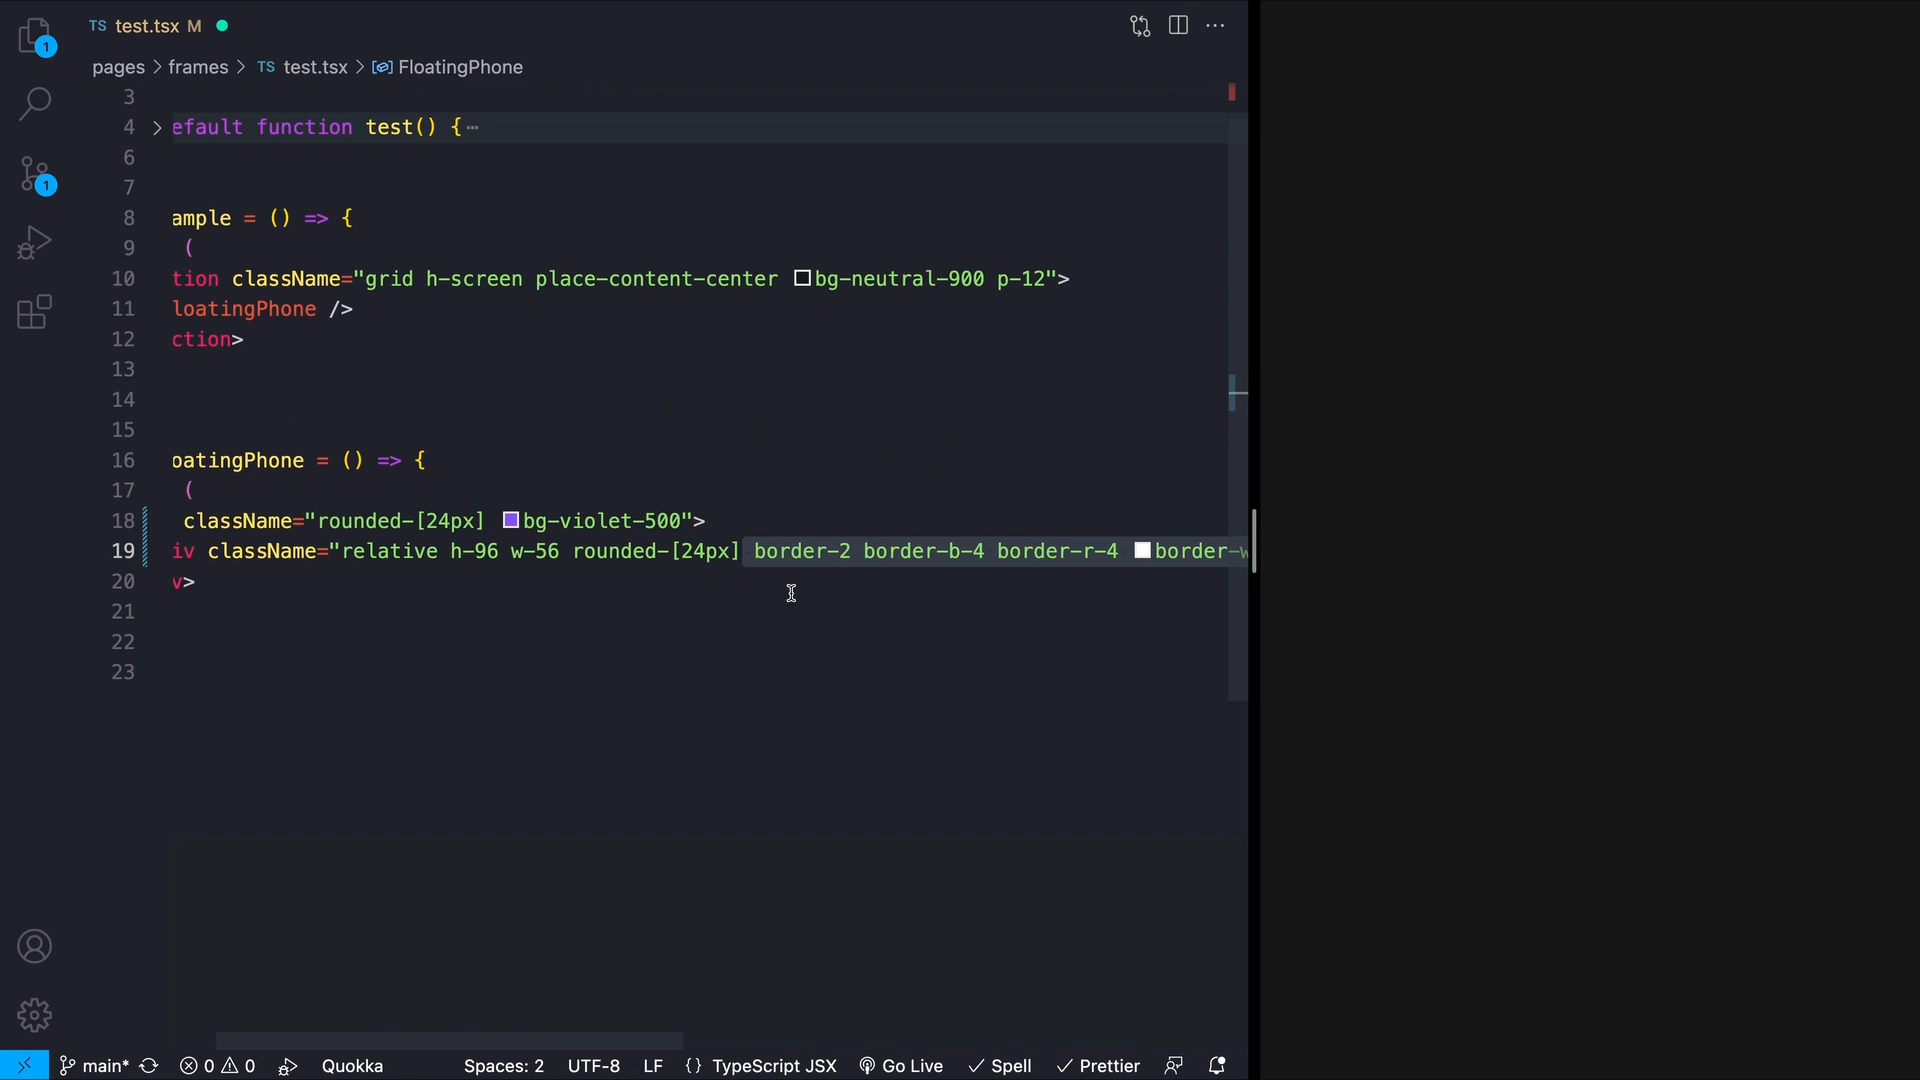 1
TS test.tsx M
pages > frames > TS test.tsx > FloatingPhone
3
4 > efault function test() {⋯
6
7
8 ample = () => {
9 (
10 tion className="grid h-screen place-content-center bg-neutral-900 p-12">
11 loatingPhone />
12 ction>
13
14
15
16 oatingPhone = () => {
17 (
18 className="rounded-[24px] bg-violet-500">
19 iv className="relative h-96 w-56 rounded-[24px] border-2 border-b-4 border-r-4 border-w
20 v>
21
22
23
1
main* 0 0 Quokka Spaces: 2 UTF-8 LF {} TypeScript JSX Go Live ✓ Spell ✓ Prettier